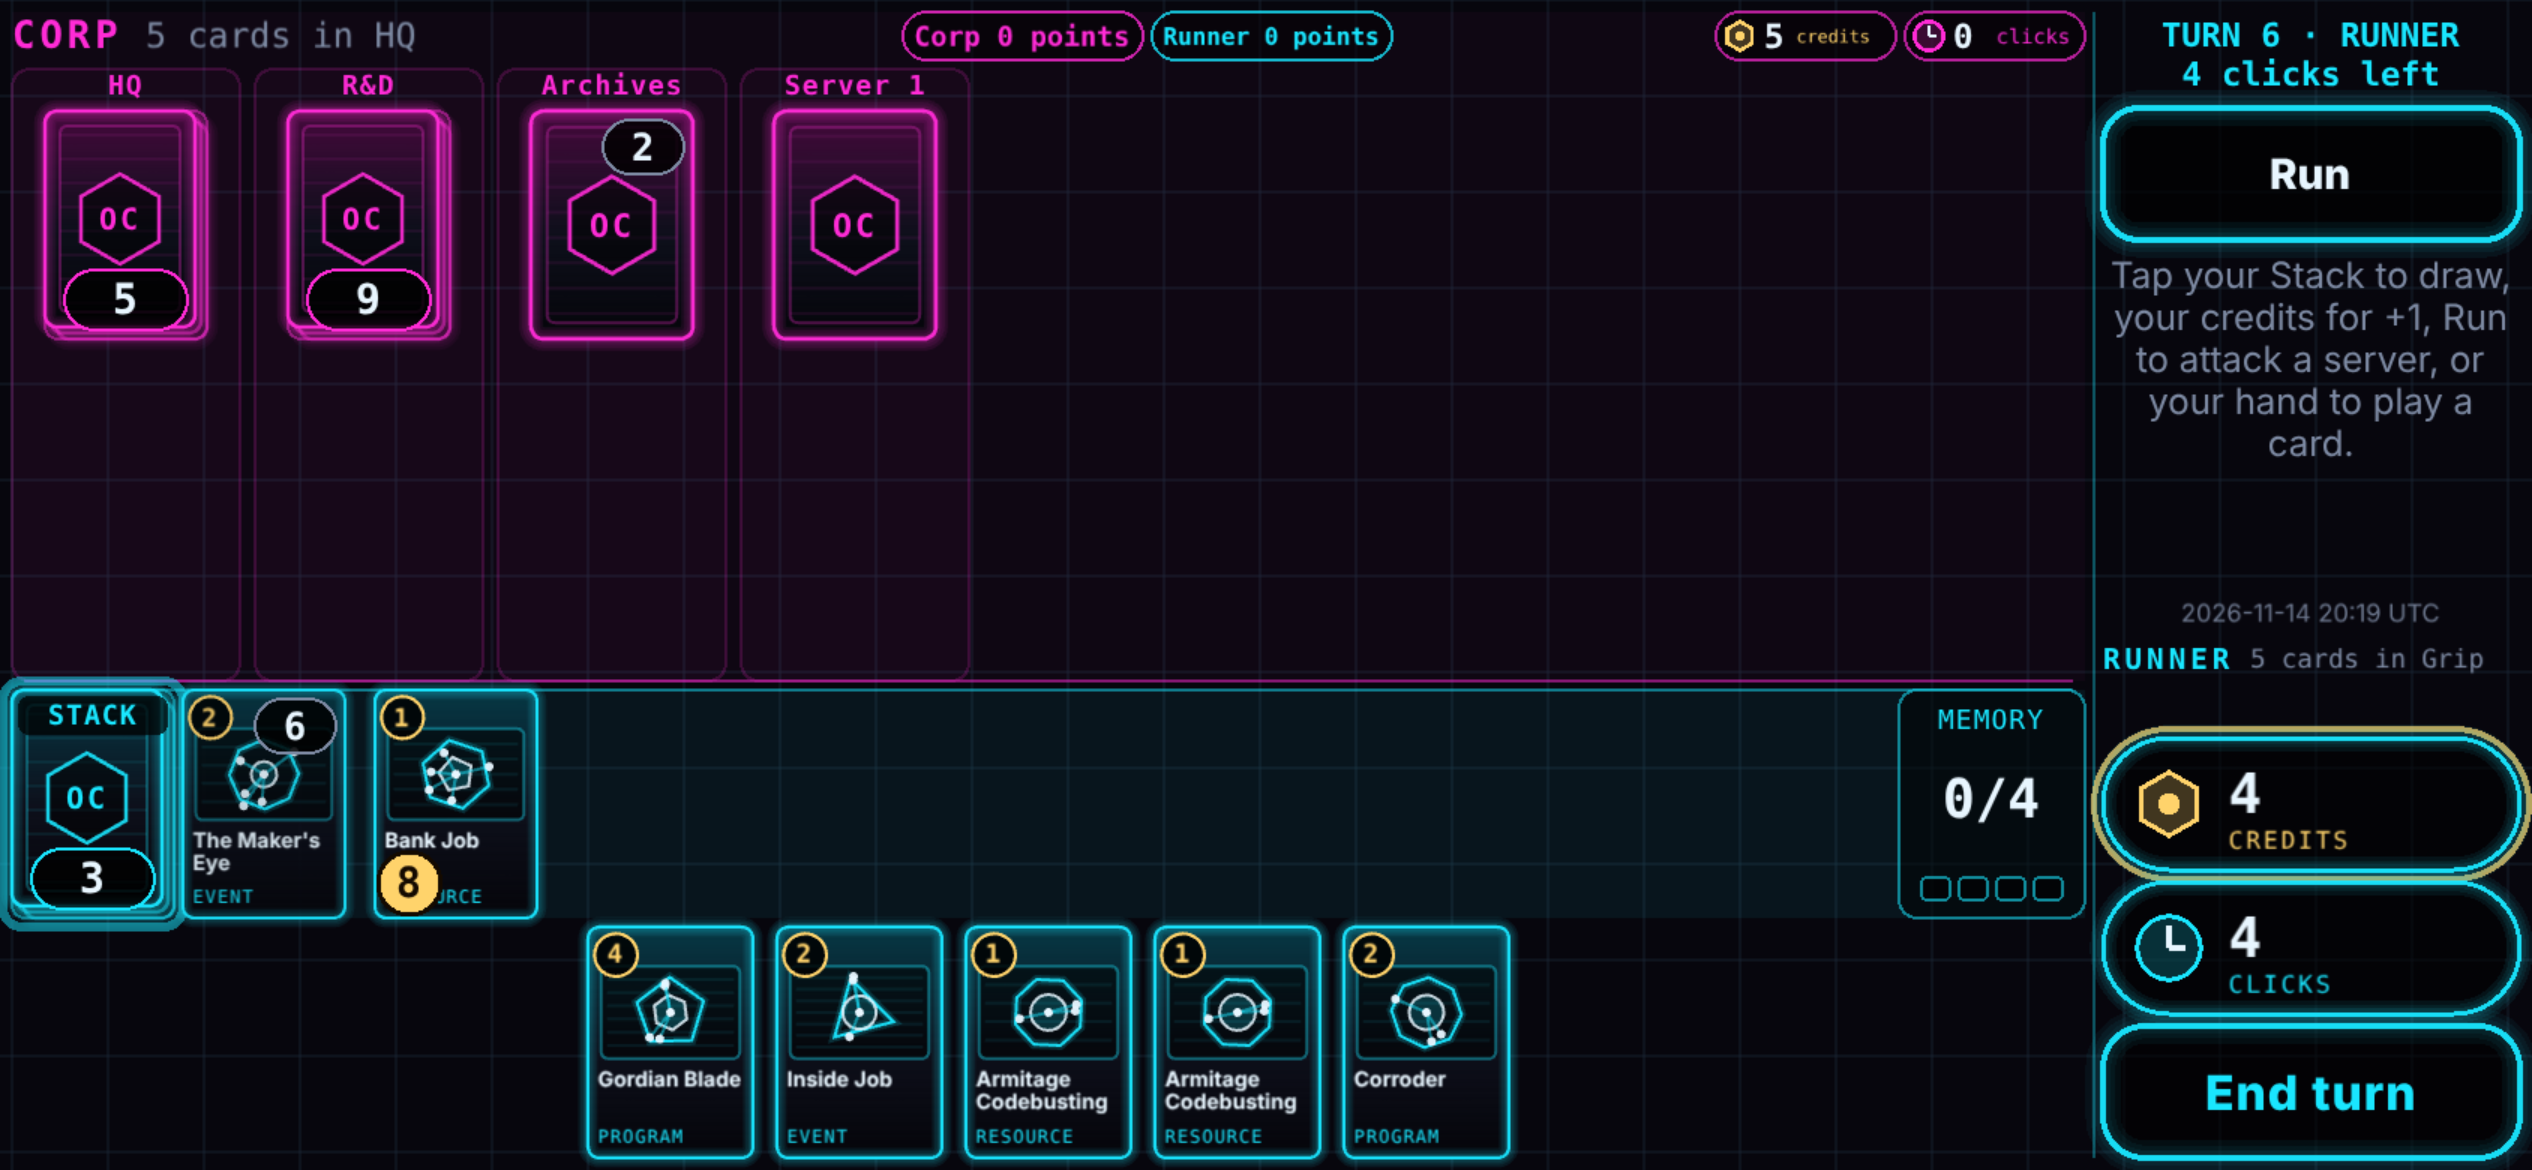 CORP 5 cards in HQ
Corp 0 points
Runner 0 points
5 credits
0 clicks
TURN 6 · RUNNER
4 clicks left
HQ
R&D
Archives
Server 1
OC
5
OC
9
2
OC
OC
Run
Tap your Stack to draw,
your credits for +1, Run
to attack a server, or
your hand to play a
card.
2026-11-14 20:19 UTC
RUNNER 5 cards in Grip
STACK
OC
3
2
6
The Maker's
Eye
EVENT
1
Bank Job
8
URCE
MEMORY
0/4
4
CREDITS
4
CLICKS
End turn
4
Gordian Blade
PROGRAM
2
Inside Job
EVENT
1
Armitage
Codebusting
RESOURCE
1
Armitage
Codebusting
RESOURCE
2
Corroder
PROGRAM